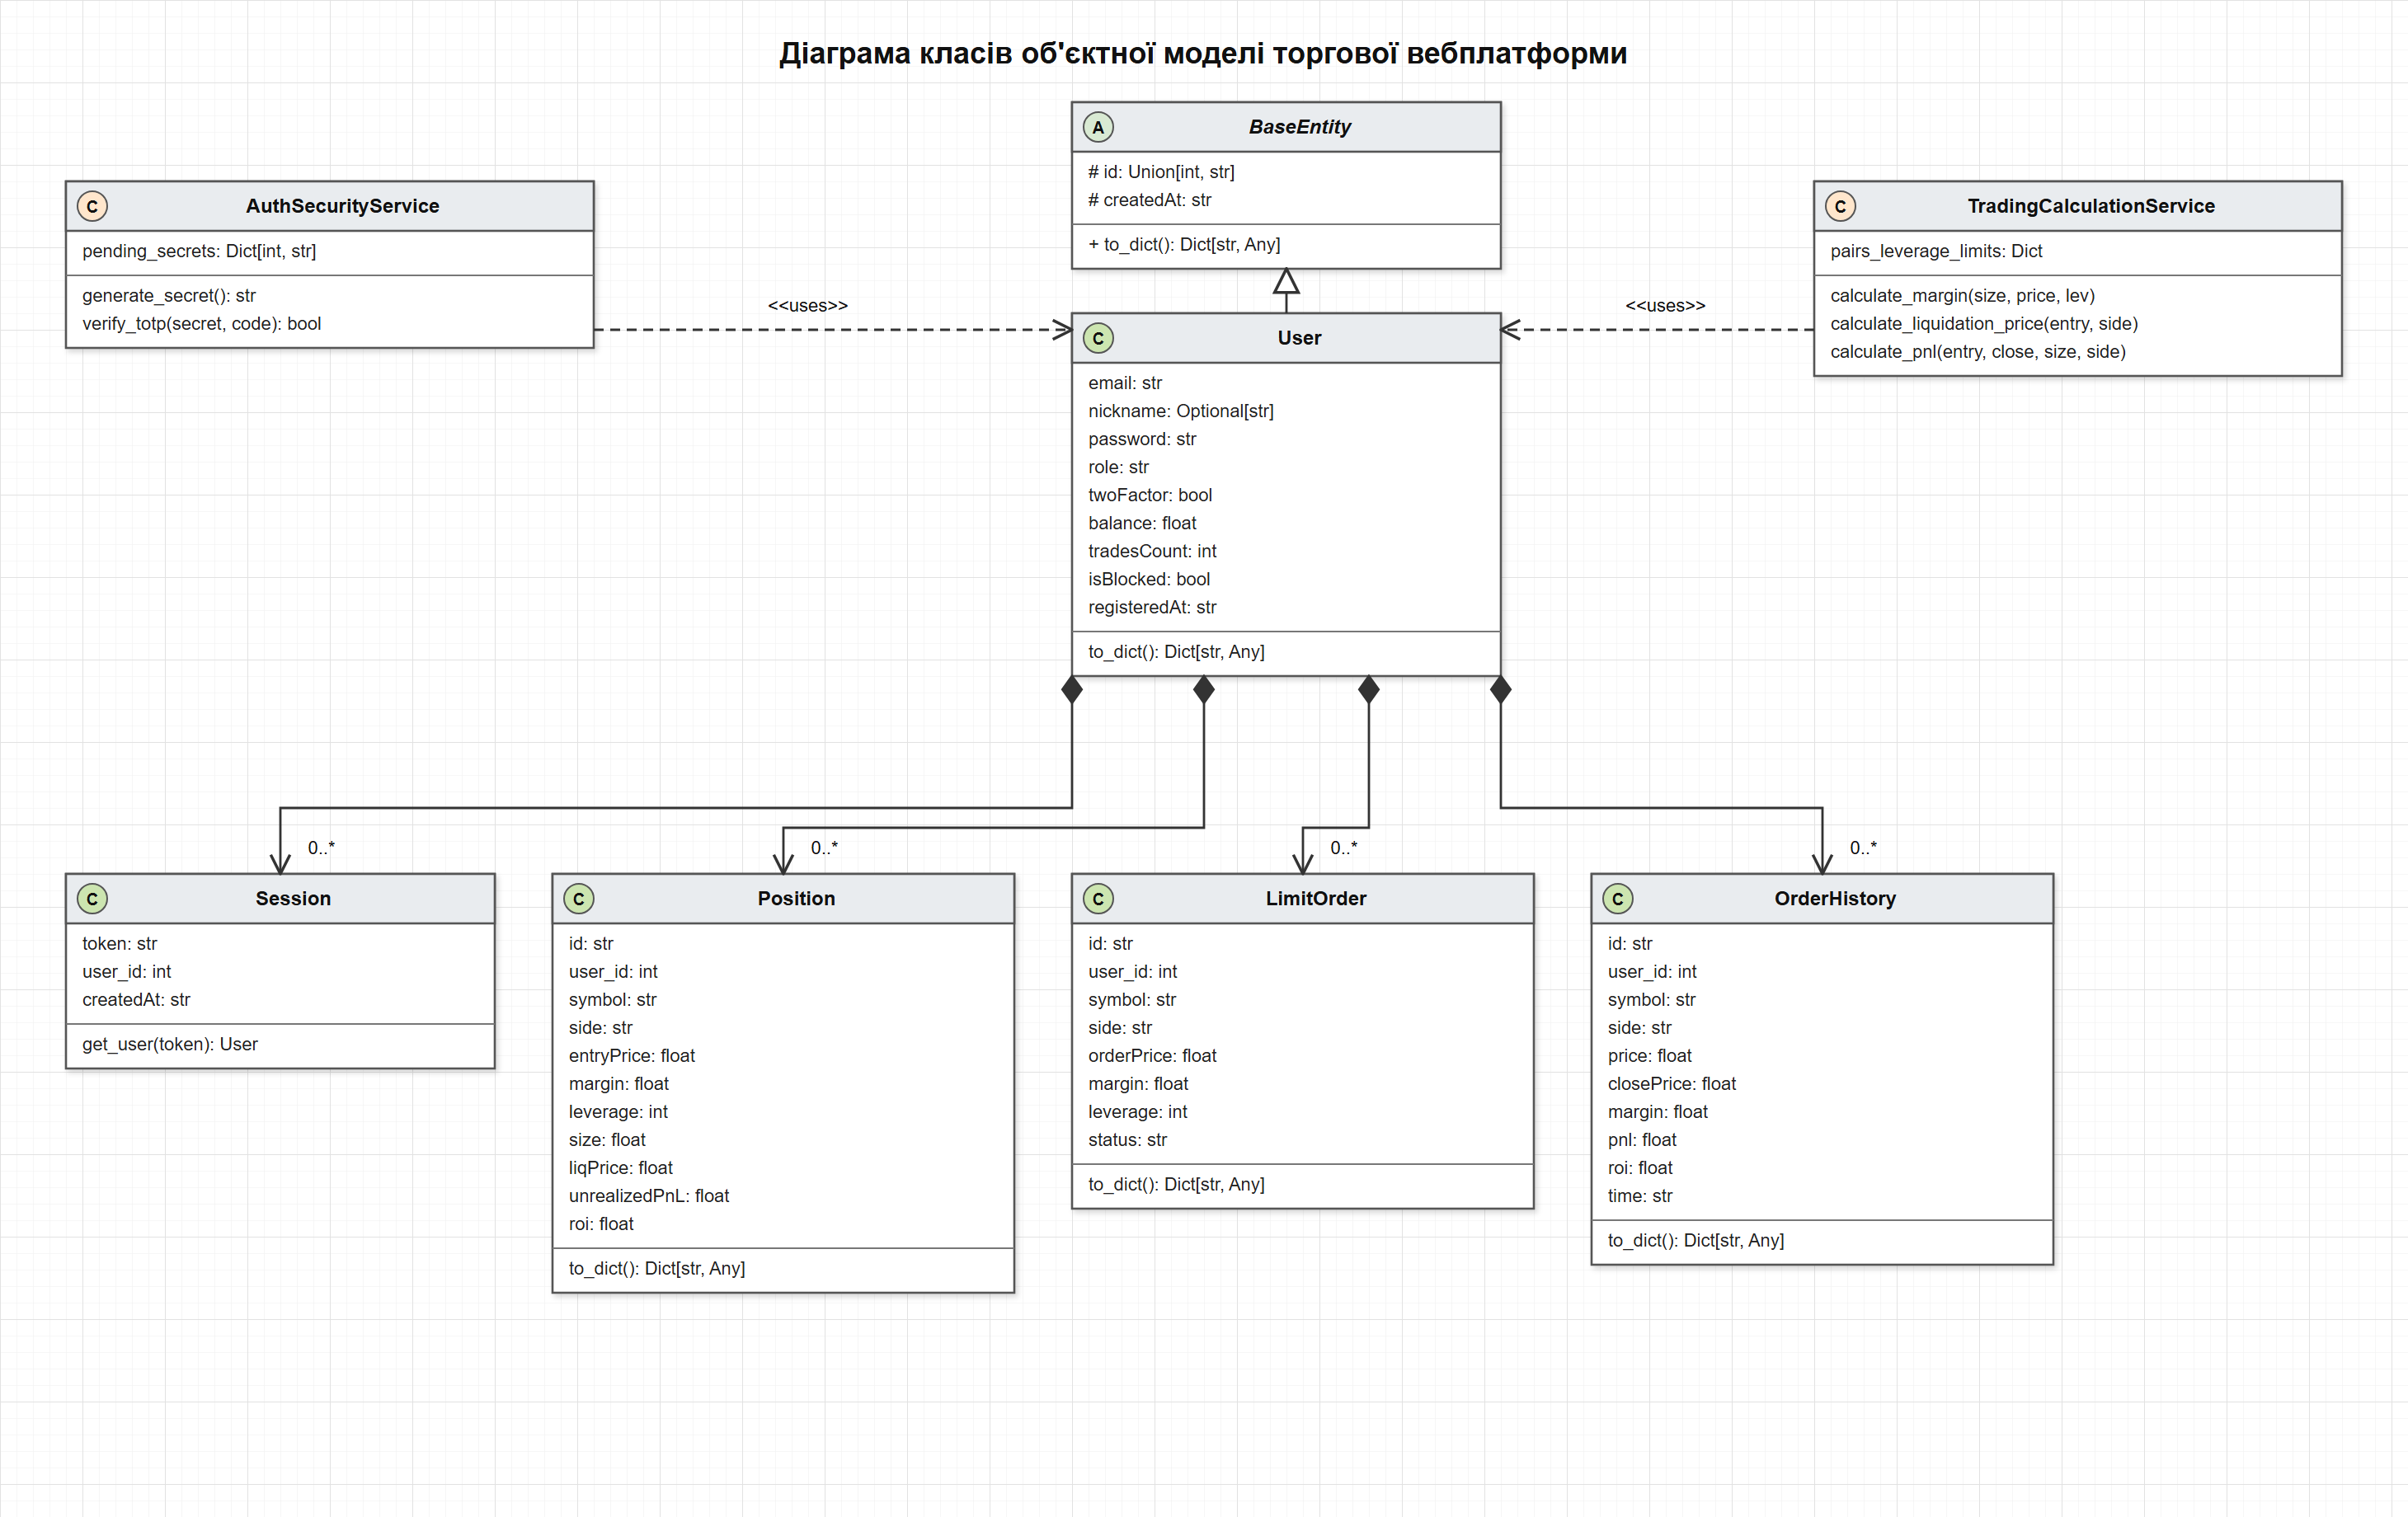 Діаграма класів об'єктної моделі торгової вебплатформи
A
BaseEntity
# id: Union[int, str]
# createdAt: str
+ to_dict(): Dict[str, Any]
C
AuthSecurityService
pending_secrets: Dict[int, str]
generate_secret(): str
verify_totp(secret, code): bool
<<uses>>
C
User
email: str
nickname: Optional[str]
password: str
role: str
twoFactor: bool
balance: float
tradesCount: int
isBlocked: bool
registeredAt: str
to_dict(): Dict[str, Any]
<<uses>>
C
TradingCalculationService
pairs_leverage_limits: Dict
calculate_margin(size, price, lev)
calculate_liquidation_price(entry, side)
calculate_pnl(entry, close, size, side)
0..*
0..*
0..*
0..*
C
Session
token: str
user_id: int
createdAt: str
get_user(token): User
C
Position
id: str
user_id: int
symbol: str
side: str
entryPrice: float
margin: float
leverage: int
size: float
liqPrice: float
unrealizedPnL: float
roi: float
to_dict(): Dict[str, Any]
C
LimitOrder
id: str
user_id: int
symbol: str
side: str
orderPrice: float
margin: float
leverage: int
status: str
to_dict(): Dict[str, Any]
C
OrderHistory
id: str
user_id: int
symbol: str
side: str
price: float
closePrice: float
margin: float
pnl: float
roi: float
time: str
to_dict(): Dict[str, Any]